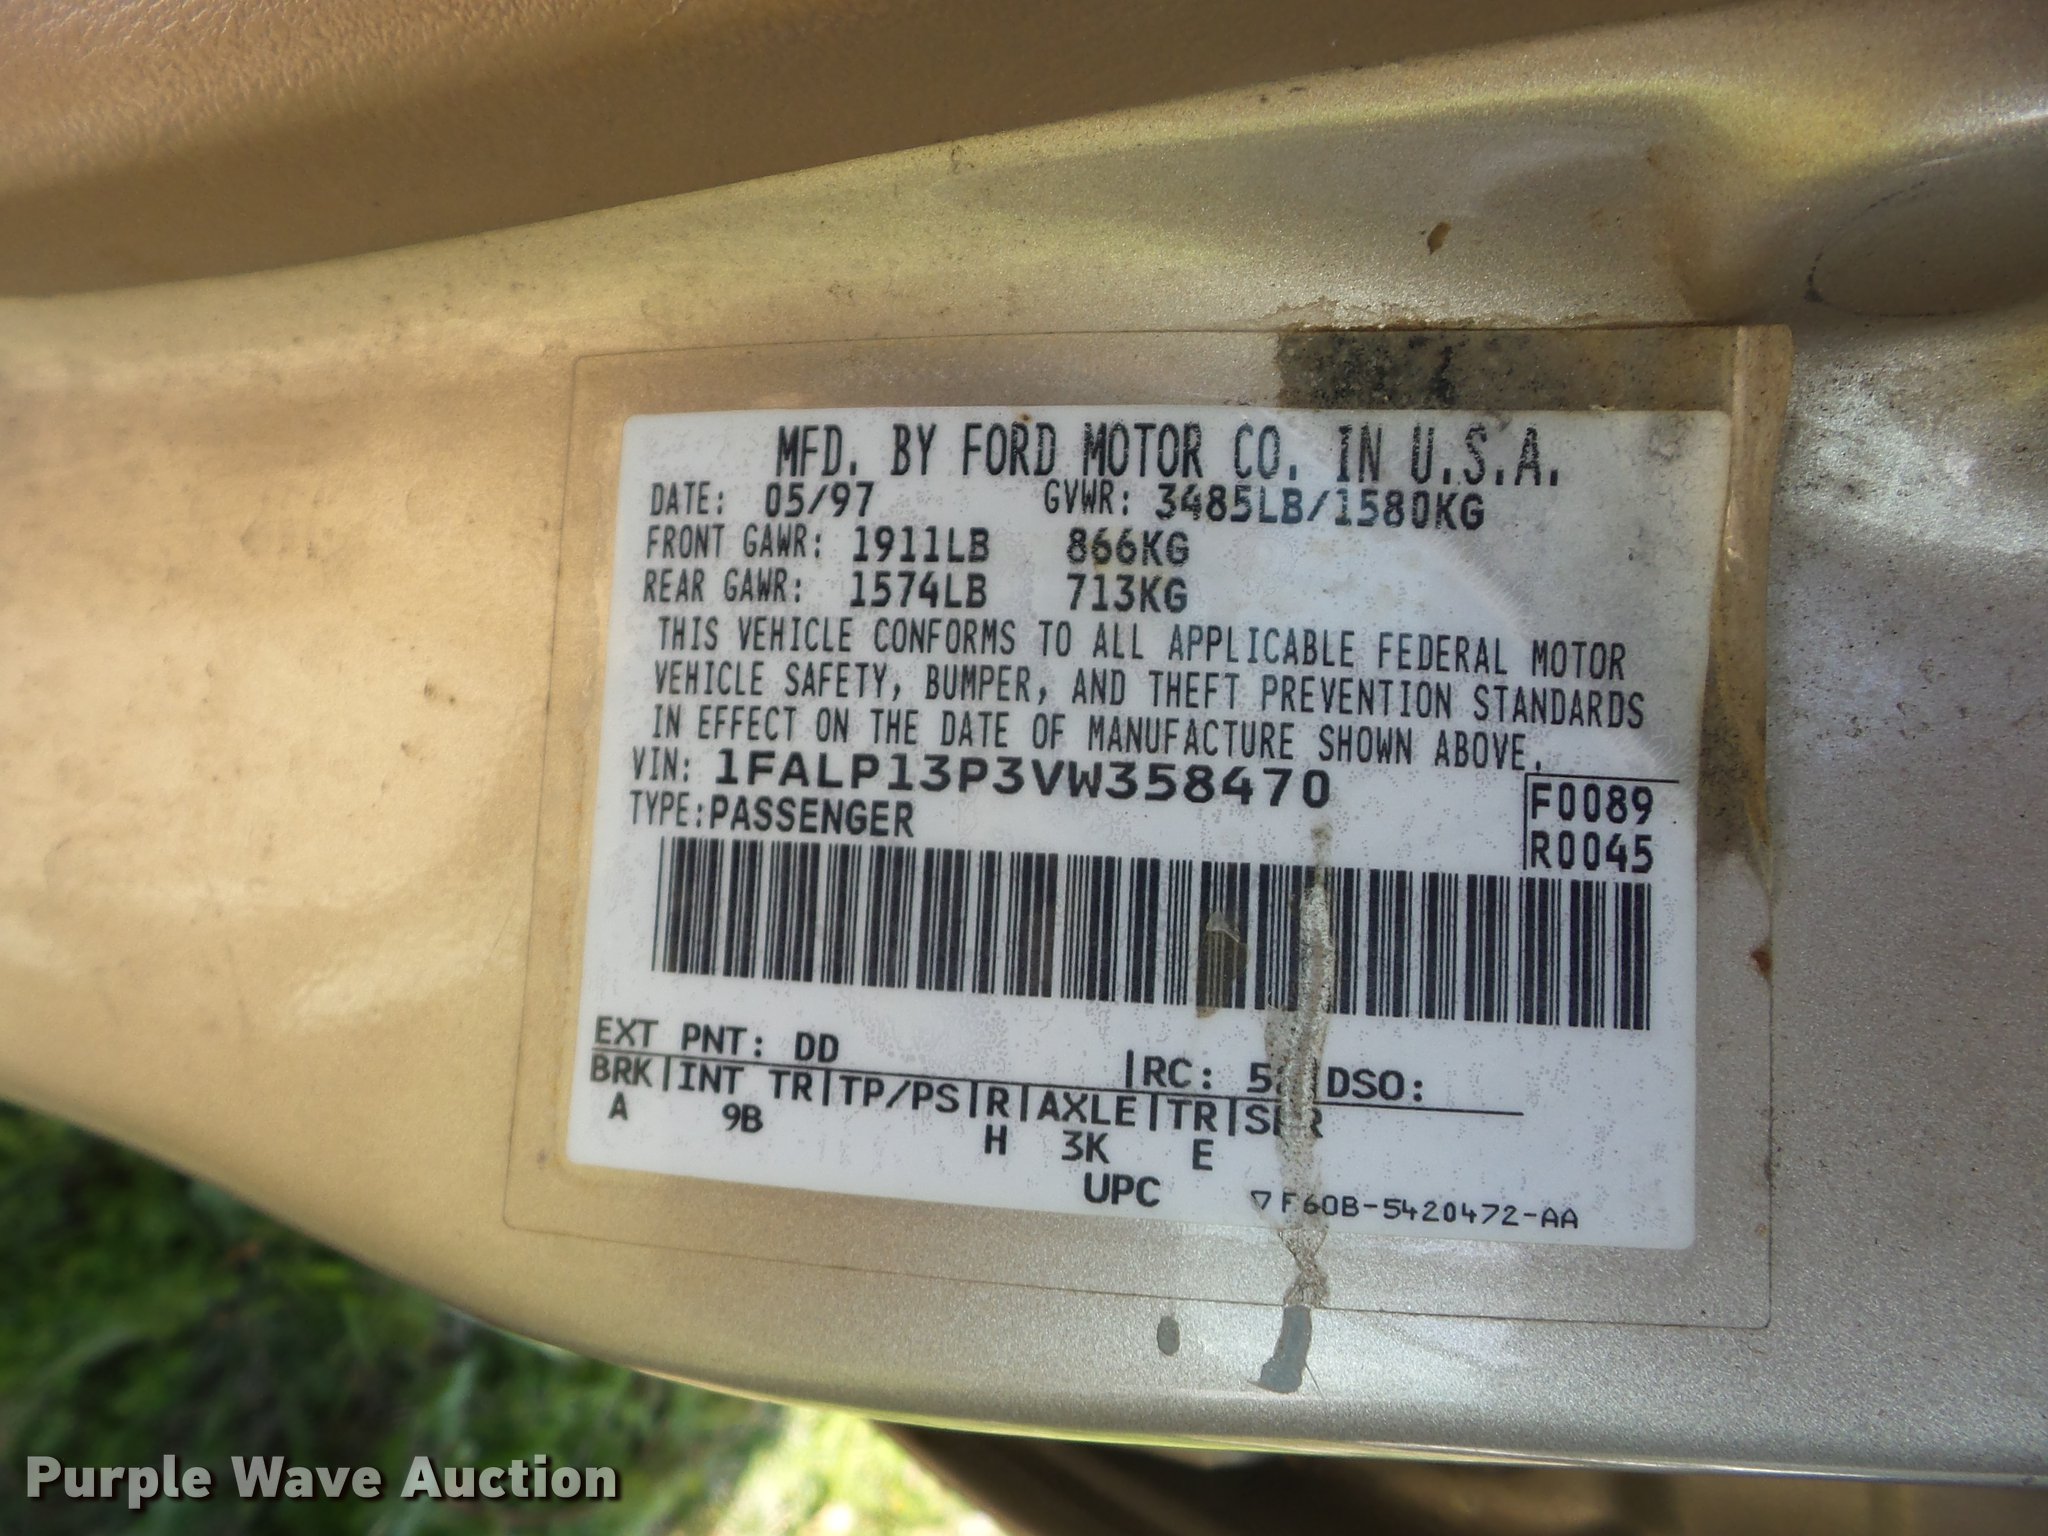 MFD. BY FORD MOTOR CO. IN U.S.A.
DATE: 05/97 GVWR: 3485LB/1580KG
FRONT GAWR: 1911LB 866KG
REAR GAWR: 1574LB 713KG
THIS VEHICLE CONFORMS TO ALL APPLICABLE FEDERAL MOTOR
VEHICLE SAFETY, BUMPER, AND THEFT PREVENTION STANDARDS
IN EFFECT ON THE DATE OF MANUFACTURE SHOWN ABOVE.
VIN: 1FALP13P3VW358470
TYPE: PASSENGER
F0089
R0045
EXT PNT: DD
RC: DSO:
BRK|INT TR|TP/PS|R|AXLE|TR|
A 9B H 3K E
UPC
▽F60B-5420472-AA
Purple Wave Auction